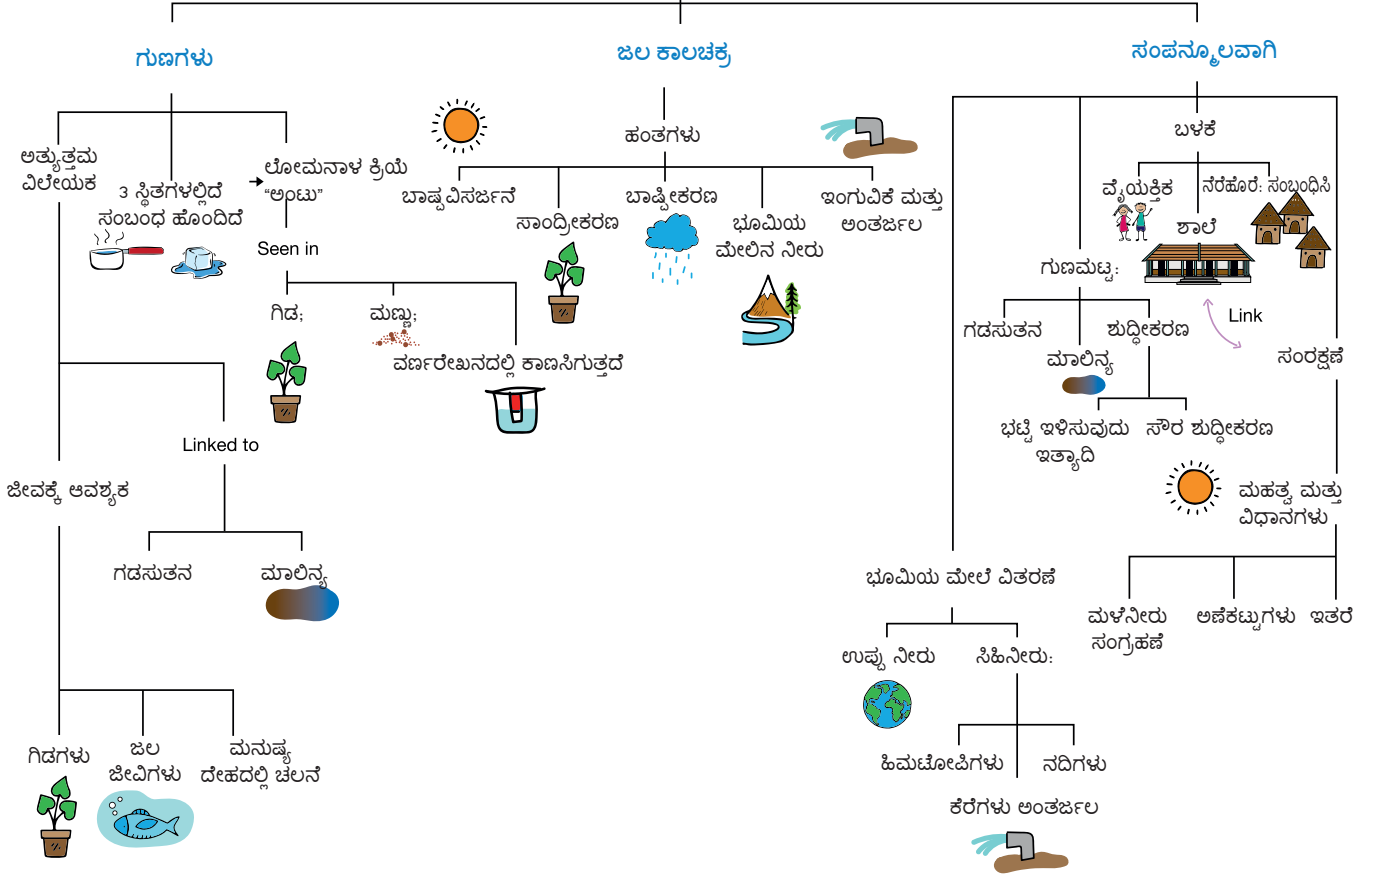 ಗುಣಗಳು
ಅತ್ಯುತ್ತಮ
ವಿಲೇಯಕ
3 ಸ್ಥಿತಗಳಲ್ಲಿದೆ
ಸಂಬಂಧ ಹೊಂದಿದೆ
ಲೋಮನಾಳ ಕ್ರಿಯೆ
“ಅಂಟು”
Seen in
ಗಿಡ;
ಮಣ್ಣು;
ವರ್ಣರೇಖನದಲ್ಲಿ ಕಾಣಸಿಗುತ್ತದೆ
Linked to
ಗಡಸುತನ
ಮಾಲಿನ್ಯ
ಜೀವಕ್ಕೆ ಆವಶ್ಯಕ
ಗಿಡಗಳು
ಜಲ
ಜೀವಿಗಳು
ಮನುಷ್ಯ
ದೇಹದಲ್ಲಿ ಚಲನೆ
ಜಲ ಕಾಲಚಕ್ರ
ಹಂತಗಳು
ಬಾಷ್ಪವಿಸರ್ಜನೆ
ಸಾಂದ್ರೀಕರಣ
ಬಾಷ್ಪೀಕರಣ
ಭೂಮಿಯ
ಮೇಲಿನ ನೀರು
ಇಂಗುವಿಕೆ ಮತ್ತು
ಅಂತರ್ಜಲ
ಸಂಪನ್ಮೂಲವಾಗಿ
ಬಳಕೆ
ವೈಯಕ್ತಿಕ
ಶಾಲೆ
ನೆರೆಹೊರೆ: ಸಂಬಂಧಿಸಿ
Link
ಗುಣಮಟ್ಟ:
ಗಡಸುತನ
ಮಾಲಿನ್ಯ
ಶುದ್ಧೀಕರಣ
ಭಟ್ಟಿ ಇಳಿಸುವುದು
ಇತ್ಯಾದಿ
ಸೌರ ಶುದ್ಧೀಕರಣ
ಸಂರಕ್ಷಣೆ
ಮಹತ್ವ ಮತ್ತು
ವಿಧಾನಗಳು
ಮಳೆನೀರು
ಸಂಗ್ರಹಣೆ
ಅಣೆಕಟ್ಟುಗಳು
ಇತರೆ
ಭೂಮಿಯ ಮೇಲೆ ವಿತರಣೆ
ಉಪ್ಪು ನೀರು
ಸಿಹಿನೀರು:
ಹಿಮಟೋಪಿಗಳು
ನದಿಗಳು
ಕೆರೆಗಳು ಅಂತರ್ಜಲ